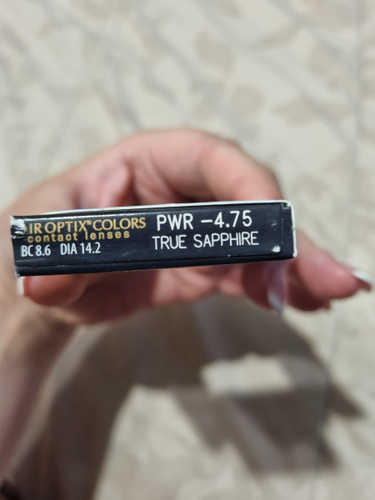 IR OPTIX® COLORS
contact lenses
BC 8.6 DIA 14.2
PWR -4.75
TRUE SAPPHIRE